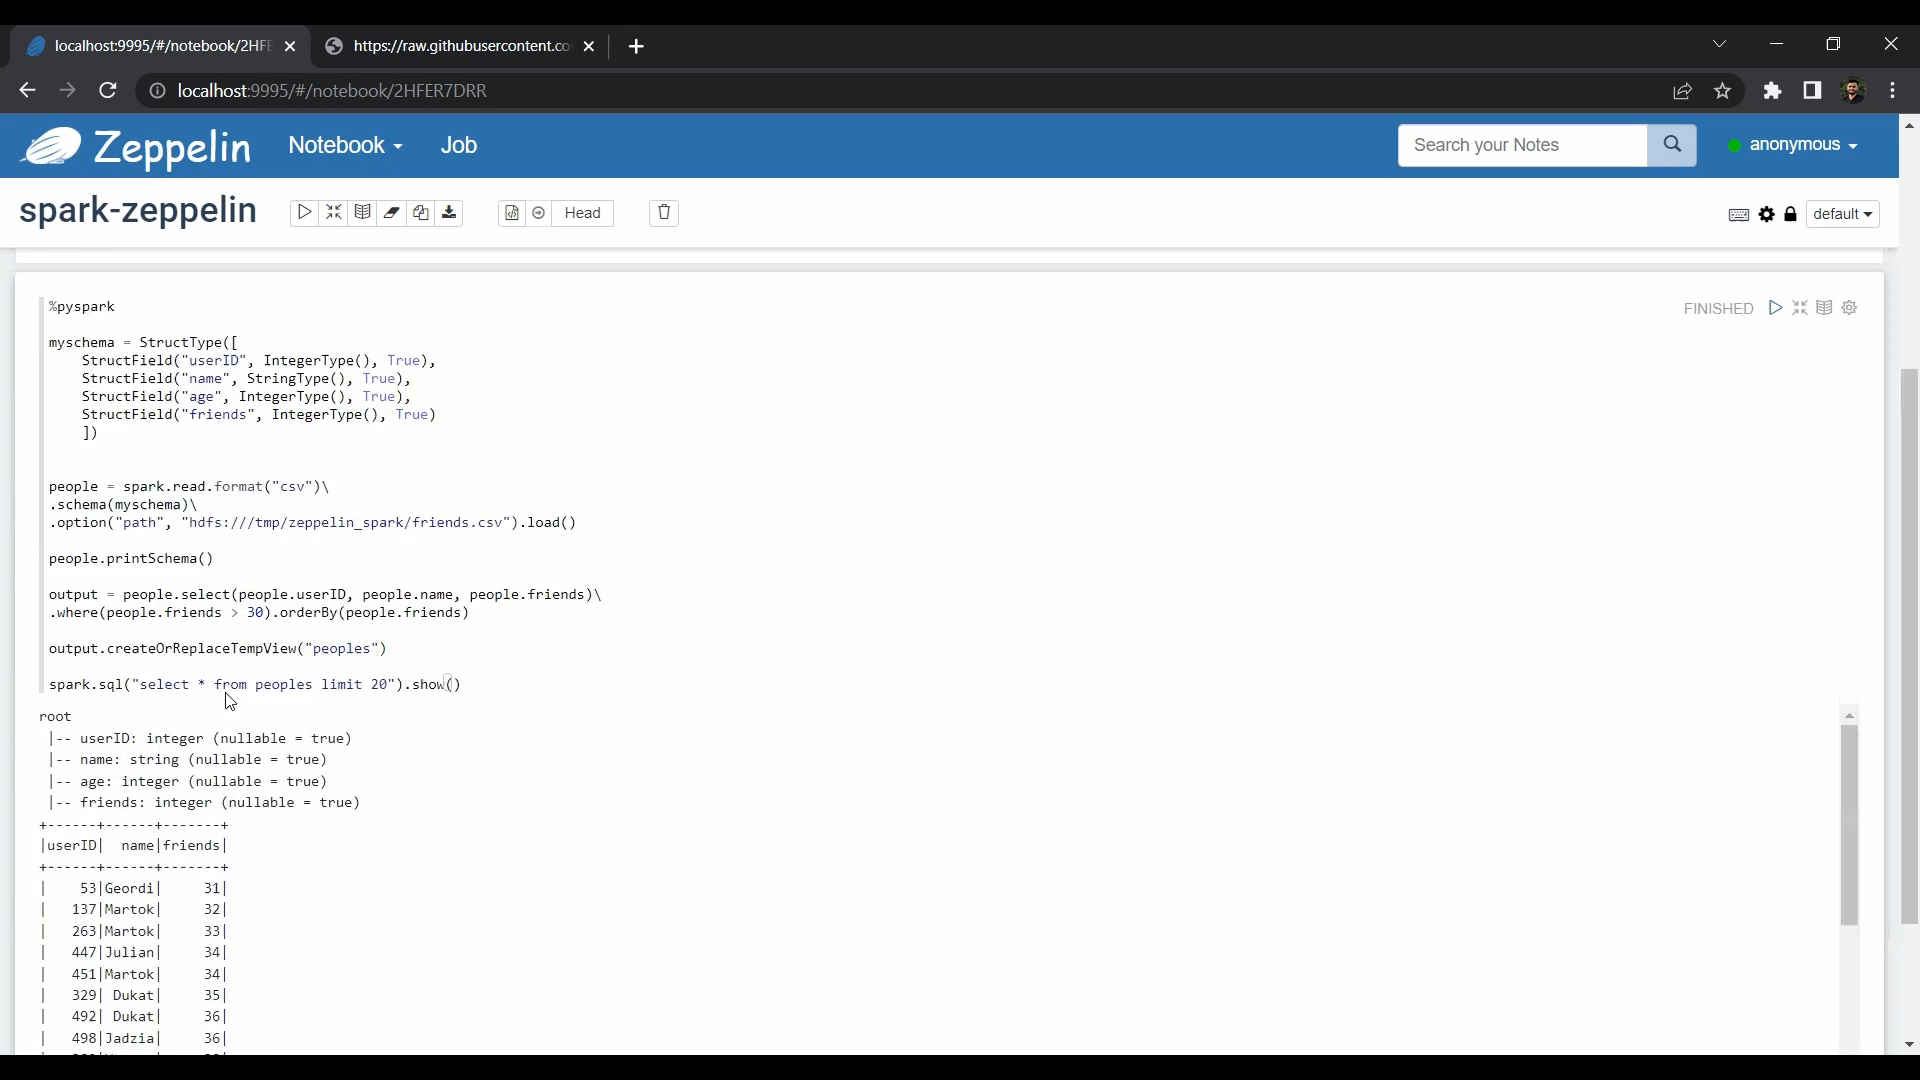 localhost:9995/#/notebook/2HFE
https://raw.githubusercontent.co
localhost:9995/#/notebook/2HFER7DRR
Zeppelin Notebook Job Search your Notes anonymous
spark-zeppelin Head default
%pyspark FINISHED
myschema = StructType([
StructField("userID", IntegerType(), True),
StructField("name", StringType(), True),
StructField("age", IntegerType(), True),
StructField("friends", IntegerType(), True)
])
people = spark.read.format("csv")\
.schema(myschema)\
.option("path", "hdfs:///tmp/zeppelin_spark/friends.csv").load()
people.printSchema()
output = people.select(people.userID, people.name, people.friends)\
.where(people.friends > 30).orderBy(people.friends)
output.createOrReplaceTempView("peoples")
spark.sql("select * from peoples limit 20").show()
root
|-- userID: integer (nullable = true)
|-- name: string (nullable = true)
|-- age: integer (nullable = true)
|-- friends: integer (nullable = true)
+------+------+-------+
|userID|  name|friends|
+------+------+-------+
|    53|Geordi|     31|
|   137|Martok|     32|
|   263|Martok|     33|
|   447|Julian|     34|
|   451|Martok|     34|
|   329| Dukat|     35|
|   492| Dukat|     36|
|   498|Jadzia|     36|